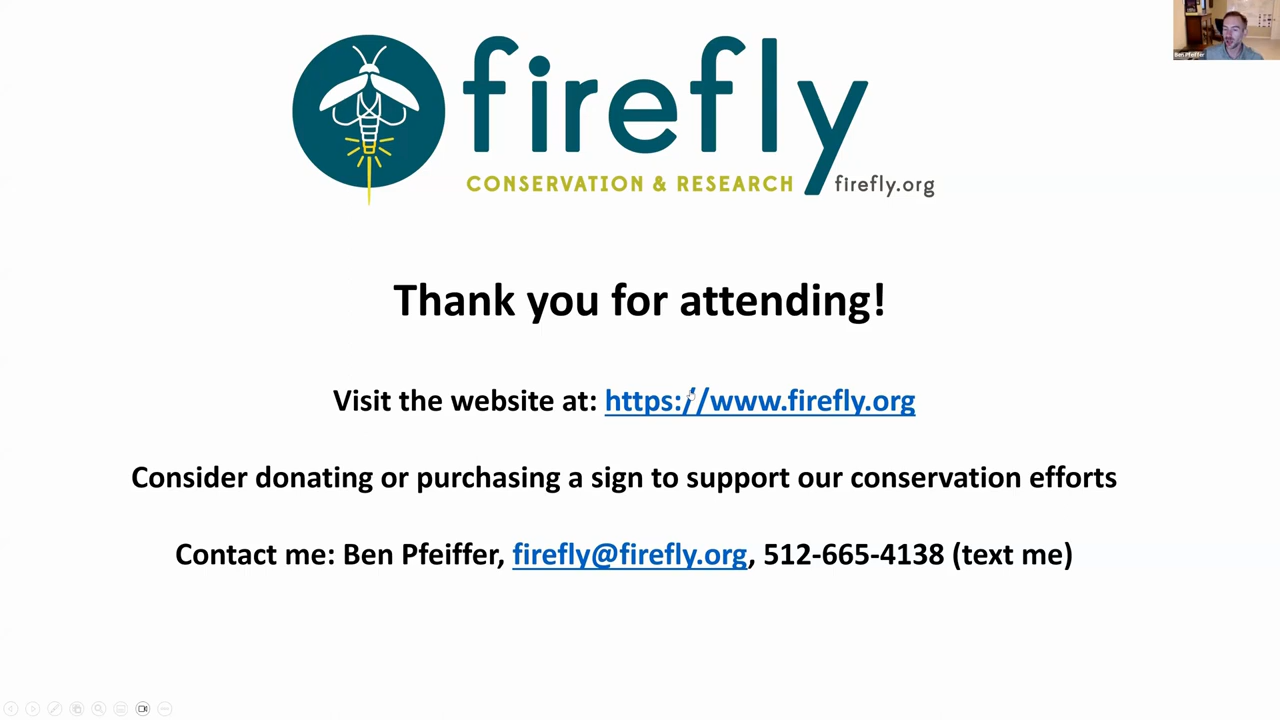 firefly
CONSERVATION & RESEARCH
firefly.org
Thank you for attending!
Visit the website at: https://www.firefly.org
Consider donating or purchasing a sign to support our conservation efforts
Contact me: Ben Pfeiffer, firefly@firefly.org, 512-665-4138 (text me)
Ben Pfeiffer